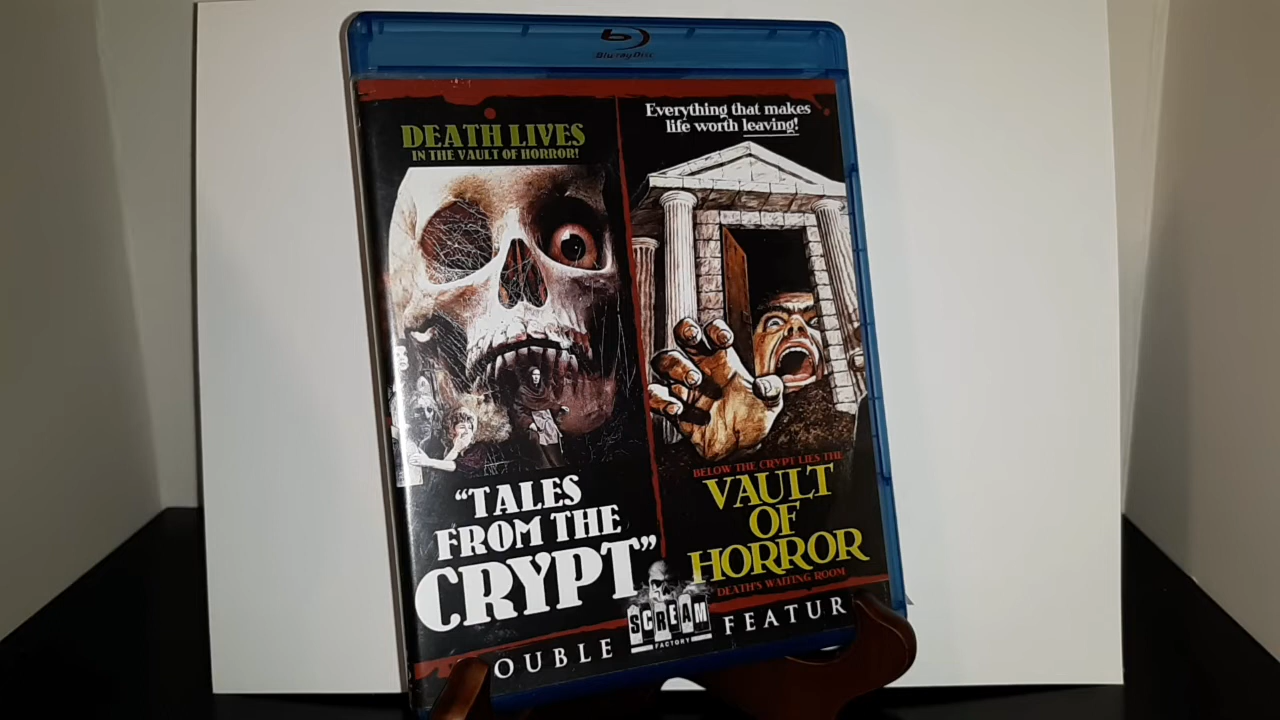 Blu-ray Disc
DEATH LIVES
IN THE VAULT OF HORROR!
"TALES
FROM THE
CRYPT"
Everything that makes
life worth leaving!
BELOW THE CRYPT LIES THE
VAULT
OF
HORROR
DEATH'S WAITING ROOM
SCREAM
FACTORY
OUBLE FEATUR